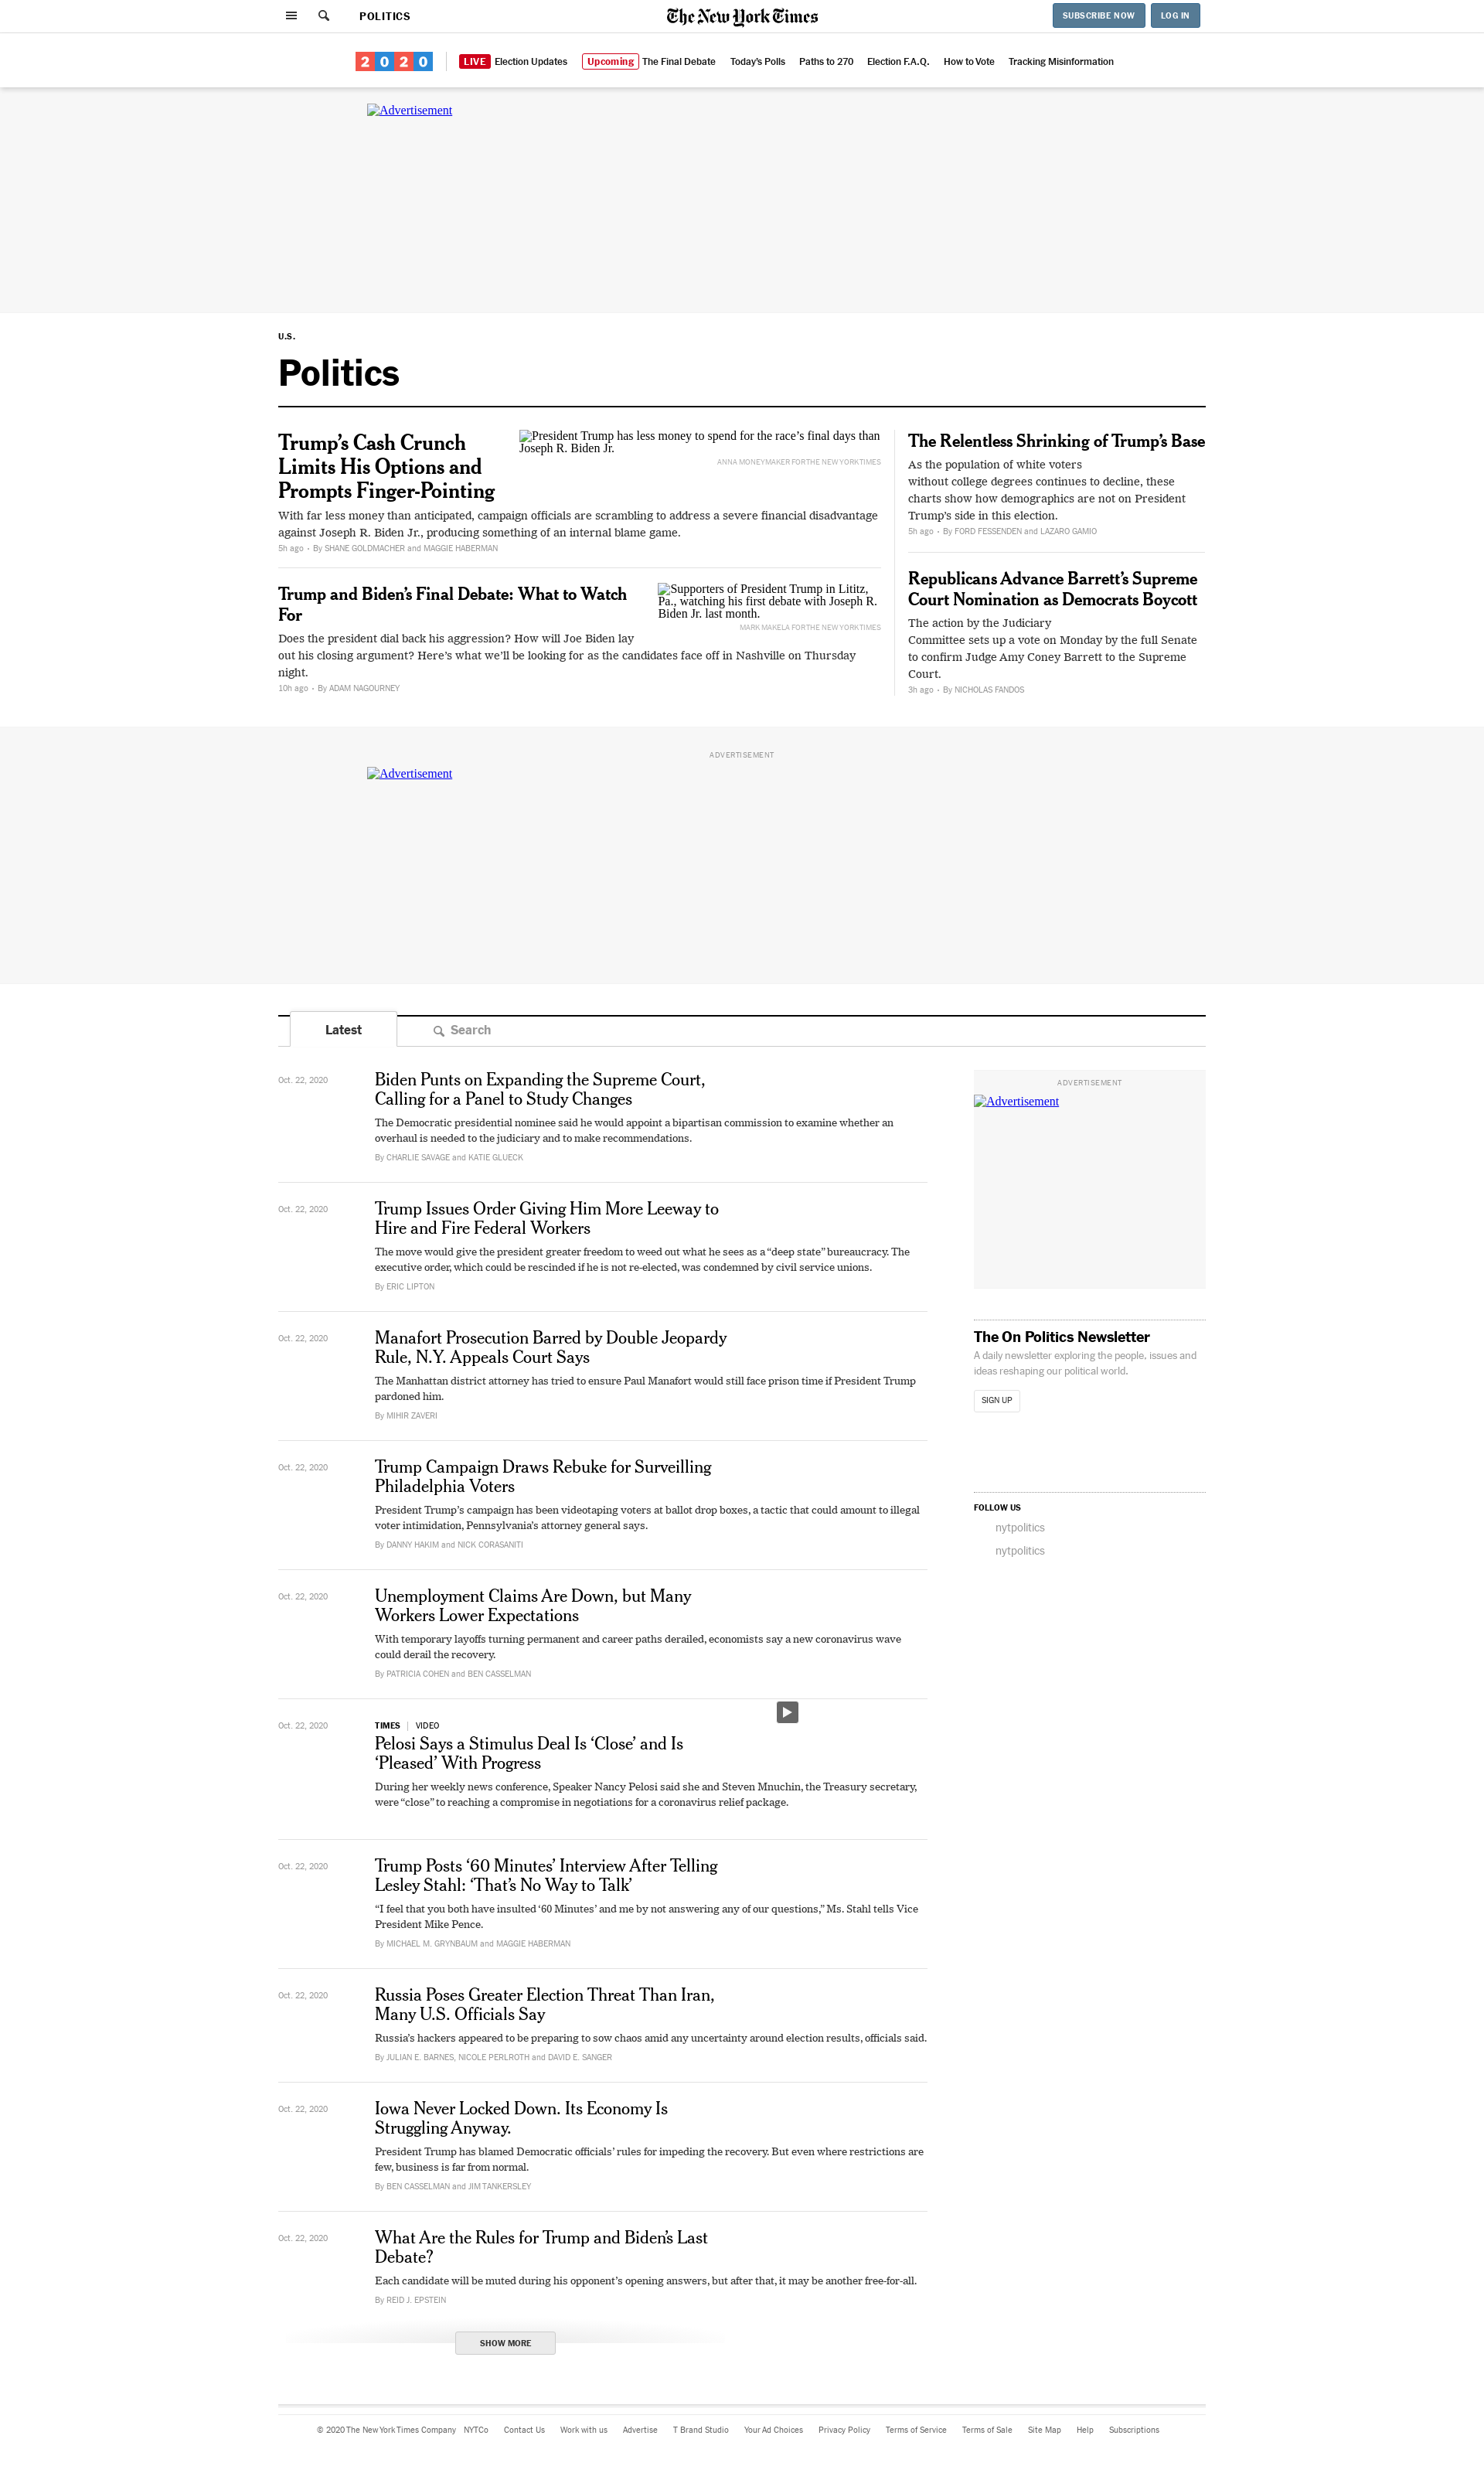 POLITICS
The New York Times
SUBSCRIBE NOW
LOG IN
2020
LIVE Election Updates
Upcoming The Final Debate
Today's Polls
Paths to 270
Election F.A.Q.
How to Vote
Tracking Misinformation
Advertisement
U.S.
Politics
Trump’s Cash Crunch
Limits His Options and
Prompts Finger-Pointing
President Trump has less money to spend for the race’s final days than
Joseph R. Biden Jr.
ANNA MONEYMAKER FOR THE NEW YORK TIMES
With far less money than anticipated, campaign officials are scrambling to address a severe financial disadvantage
against Joseph R. Biden Jr., producing something of an internal blame game.
5h ago • By SHANE GOLDMACHER and MAGGIE HABERMAN
Trump and Biden’s Final Debate: What to Watch
For
Supporters of President Trump in Lititz,
Pa., watching his first debate with Joseph R.
Biden Jr. last month.
MARK MAKELA FOR THE NEW YORK TIMES
Does the president dial back his aggression? How will Joe Biden lay
out his closing argument? Here’s what we’ll be looking for as the candidates face off in Nashville on Thursday
night.
10h ago • By ADAM NAGOURNEY
The Relentless Shrinking of Trump’s Base
As the population of white voters
without college degrees continues to decline, these
charts show how demographics are not on President
Trump’s side in this election.
5h ago • By FORD FESSENDEN and LAZARO GAMIO
Republicans Advance Barrett’s Supreme
Court Nomination as Democrats Boycott
The action by the Judiciary
Committee sets up a vote on Monday by the full Senate
to confirm Judge Amy Coney Barrett to the Supreme
Court.
3h ago • By NICHOLAS FANDOS
ADVERTISEMENT
Advertisement
Latest
Search
Oct. 22, 2020
Biden Punts on Expanding the Supreme Court,
Calling for a Panel to Study Changes
The Democratic presidential nominee said he would appoint a bipartisan commission to examine whether an
overhaul is needed to the judiciary and to make recommendations.
By CHARLIE SAVAGE and KATIE GLUECK
Oct. 22, 2020
Trump Issues Order Giving Him More Leeway to
Hire and Fire Federal Workers
The move would give the president greater freedom to weed out what he sees as a “deep state” bureaucracy. The
executive order, which could be rescinded if he is not re-elected, was condemned by civil service unions.
By ERIC LIPTON
Oct. 22, 2020
Manafort Prosecution Barred by Double Jeopardy
Rule, N.Y. Appeals Court Says
The Manhattan district attorney has tried to ensure Paul Manafort would still face prison time if President Trump
pardoned him.
By MIHIR ZAVERI
Oct. 22, 2020
Trump Campaign Draws Rebuke for Surveilling
Philadelphia Voters
President Trump’s campaign has been videotaping voters at ballot drop boxes, a tactic that could amount to illegal
voter intimidation, Pennsylvania’s attorney general says.
By DANNY HAKIM and NICK CORASANITI
Oct. 22, 2020
Unemployment Claims Are Down, but Many
Workers Lower Expectations
With temporary layoffs turning permanent and career paths derailed, economists say a new coronavirus wave
could derail the recovery.
By PATRICIA COHEN and BEN CASSELMAN
Oct. 22, 2020
TIMES | VIDEO
Pelosi Says a Stimulus Deal Is ‘Close’ and Is
‘Pleased’ With Progress
During her weekly news conference, Speaker Nancy Pelosi said she and Steven Mnuchin, the Treasury secretary,
were “close” to reaching a compromise in negotiations for a coronavirus relief package.
Oct. 22, 2020
Trump Posts ‘60 Minutes’ Interview After Telling
Lesley Stahl: ‘That’s No Way to Talk’
“I feel that you both have insulted ‘60 Minutes’ and me by not answering any of our questions,” Ms. Stahl tells Vice
President Mike Pence.
By MICHAEL M. GRYNBAUM and MAGGIE HABERMAN
Oct. 22, 2020
Russia Poses Greater Election Threat Than Iran,
Many U.S. Officials Say
Russia’s hackers appeared to be preparing to sow chaos amid any uncertainty around election results, officials said.
By JULIAN E. BARNES, NICOLE PERLROTH and DAVID E. SANGER
Oct. 22, 2020
Iowa Never Locked Down. Its Economy Is
Struggling Anyway.
President Trump has blamed Democratic officials’ rules for impeding the recovery. But even where restrictions are
few, business is far from normal.
By BEN CASSELMAN and JIM TANKERSLEY
Oct. 22, 2020
What Are the Rules for Trump and Biden’s Last
Debate?
Each candidate will be muted during his opponent’s opening answers, but after that, it may be another free-for-all.
By REID J. EPSTEIN
SHOW MORE
ADVERTISEMENT
Advertisement
The On Politics Newsletter
A daily newsletter exploring the people, issues and
ideas reshaping our political world.
SIGN UP
FOLLOW US
nytpolitics
nytpolitics
© 2020 The New York Times Company NYTCo Contact Us Work with us Advertise T Brand Studio Your Ad Choices Privacy Policy Terms of Service Terms of Sale Site Map Help Subscriptions